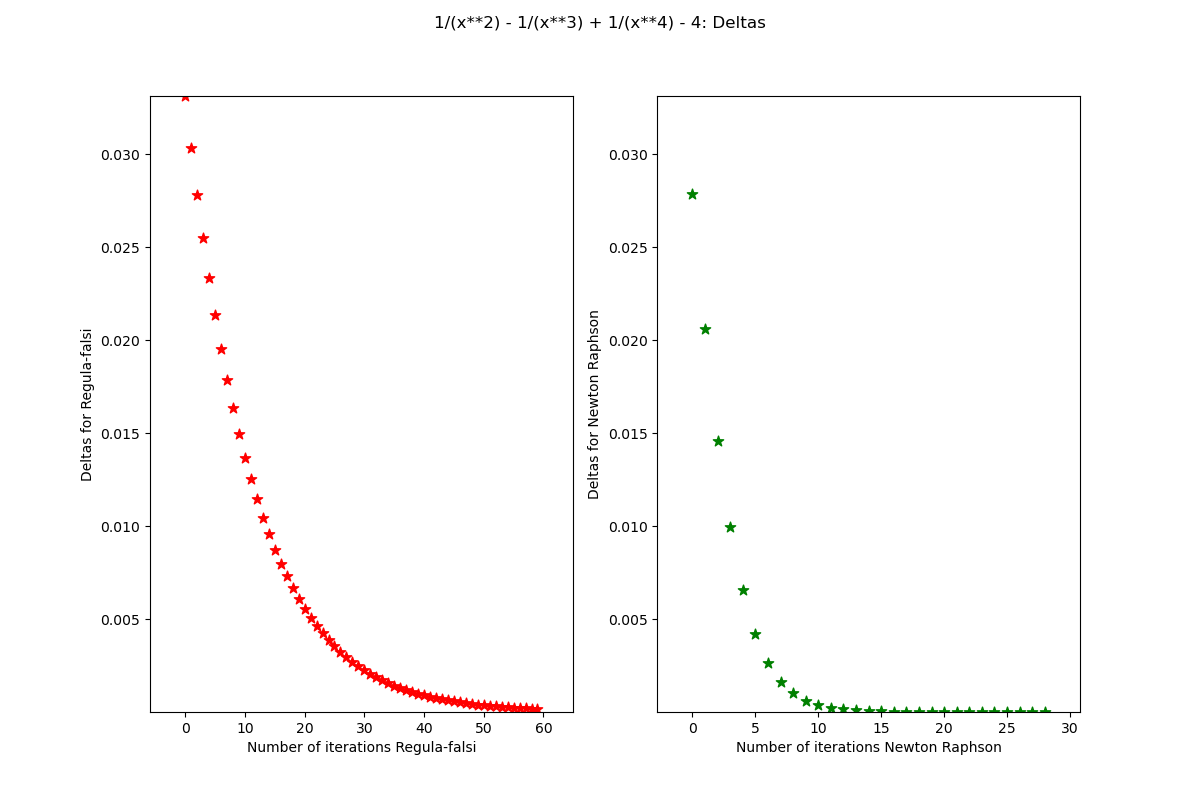 1/(x**2) - 1/(x**3) + 1/(x**4) - 4: Deltas
Deltas for Regula-falsi
0.030
0.025
0.020
0.015
0.010
0.005
0 10 20 30 40 50 60
Number of iterations Regula-falsi
Deltas for Newton Raphson
0.030
0.025
0.020
0.015
0.010
0.005
0 5 10 15 20 25 30
Number of iterations Newton Raphson